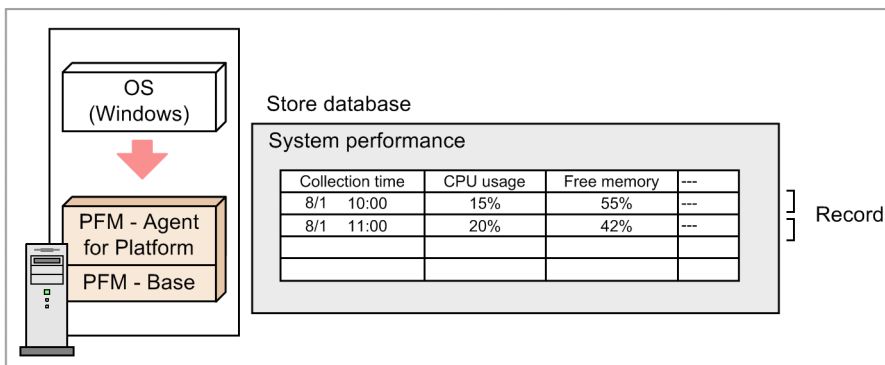 OS
(Windows)
Store database
System performance
Collection time CPU usage Free memory ---
8/1 10:00 15% 55% ---
8/1 11:00 20% 42% ---
Record
PFM - Agent
for Platform
PFM - Base